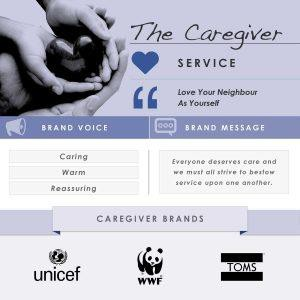 The Caregiver
SERVICE
Love Your Neighbour
As Yourself
BRAND VOICE
BRAND MESSAGE
Caring
Warm
Reassuring
Everyone deserves care and
we must all strive to bestow
service upon one another.
CAREGIVER BRANDS
unicef
WWF
TOMS